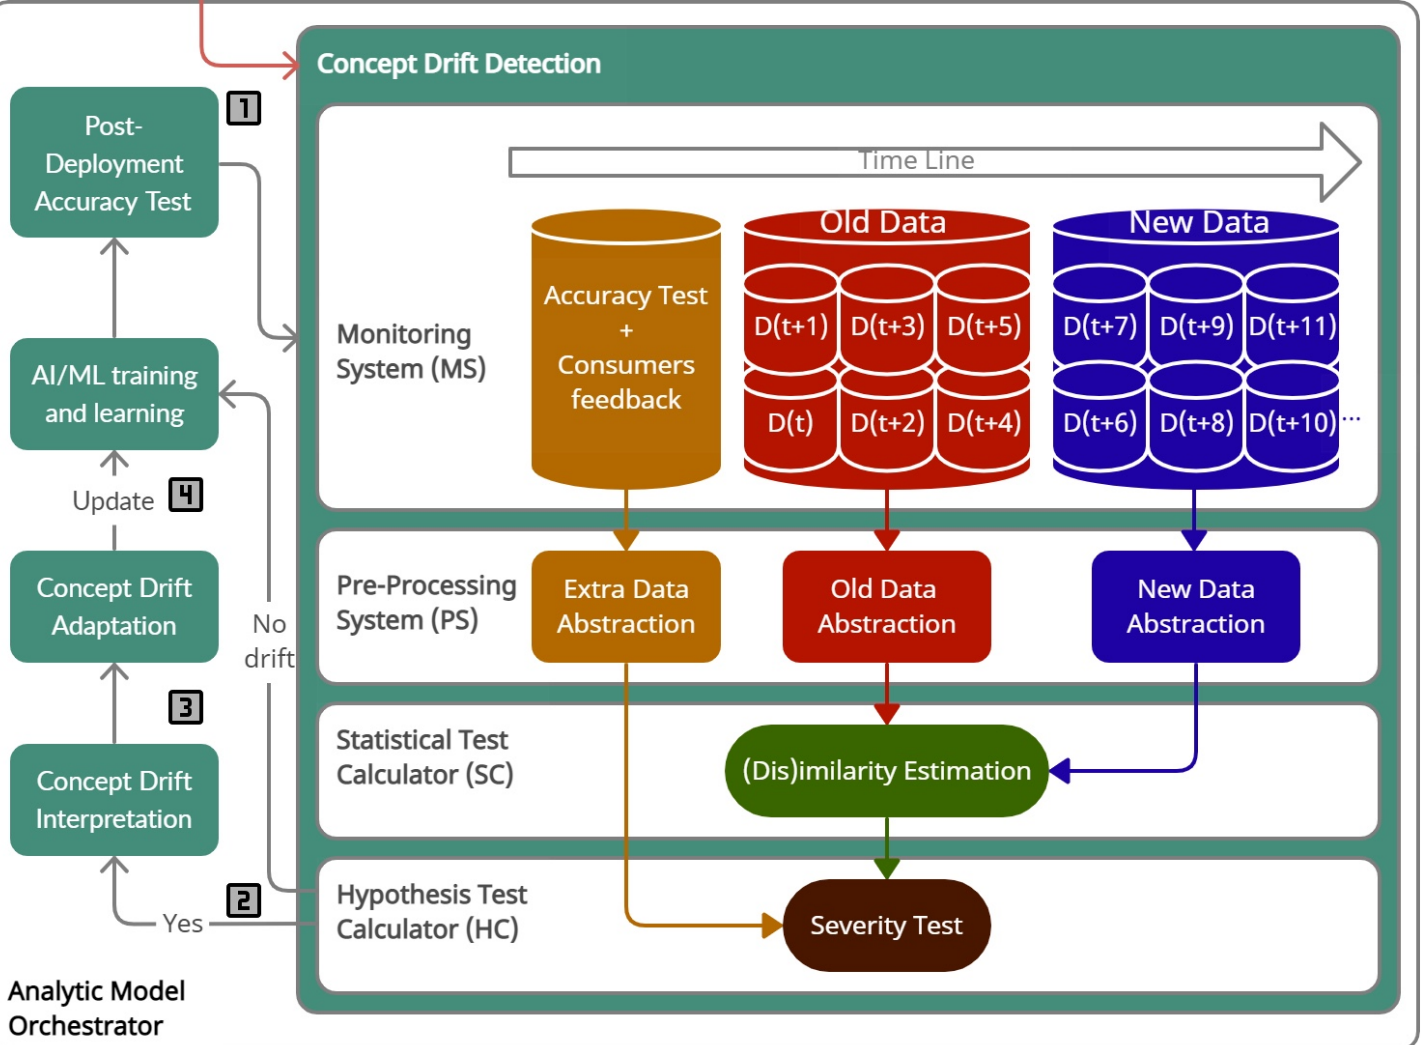 Concept Drift Detection
1
Post-
Deployment
Accuracy Test
Time Line
Old Data
New Data
Accuracy Test
+
Consumers
feedback
D(t+1)
D(t+3)
D(t+5)
D(t+7)
D(t+9)
D(t+11)
Monitoring
System (MS)
D(t)
D(t+2)
D(t+4)
D(t+6)
D(t+8)
D(t+10)
...
AI/ML training
and learning
Update
4
Concept Drift
Adaptation
No
drift
Pre-Processing
System (PS)
Extra Data
Abstraction
Old Data
Abstraction
New Data
Abstraction
3
Concept Drift
Interpretation
Statistical Test
Calculator (SC)
(Dis)imilarity Estimation
2
Yes
Hypothesis Test
Calculator (HC)
Severity Test
Analytic Model
Orchestrator